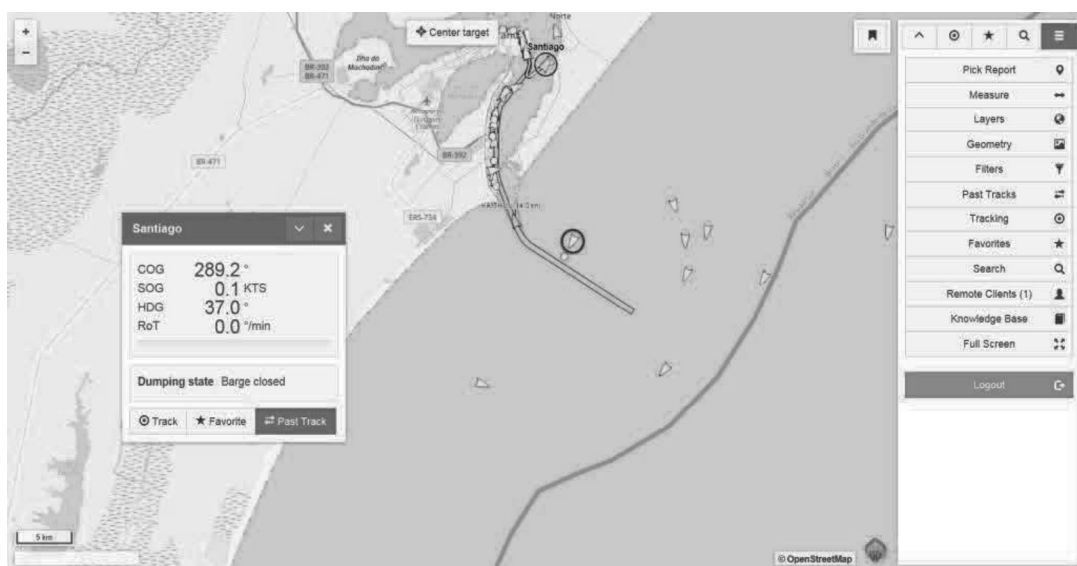 +
−
Center target
Norte
Santiago
Ilha do
Machadinho
BR-392
BR-471
BR-471
BR-392
ERS-734
Santiago
COG 289.2 °
SOG 0.1 KTS
HDG 37.0 °
RoT 0.0 °/min
Dumping state Barge closed
Track Favorite Past Track
5 km
© OpenStreetMap
Pick Report
Measure
Layers
Geometry
Filters
Past Tracks
Tracking
Favorites
Search
Remote Clients (1)
Knowledge Base
Full Screen
Logout